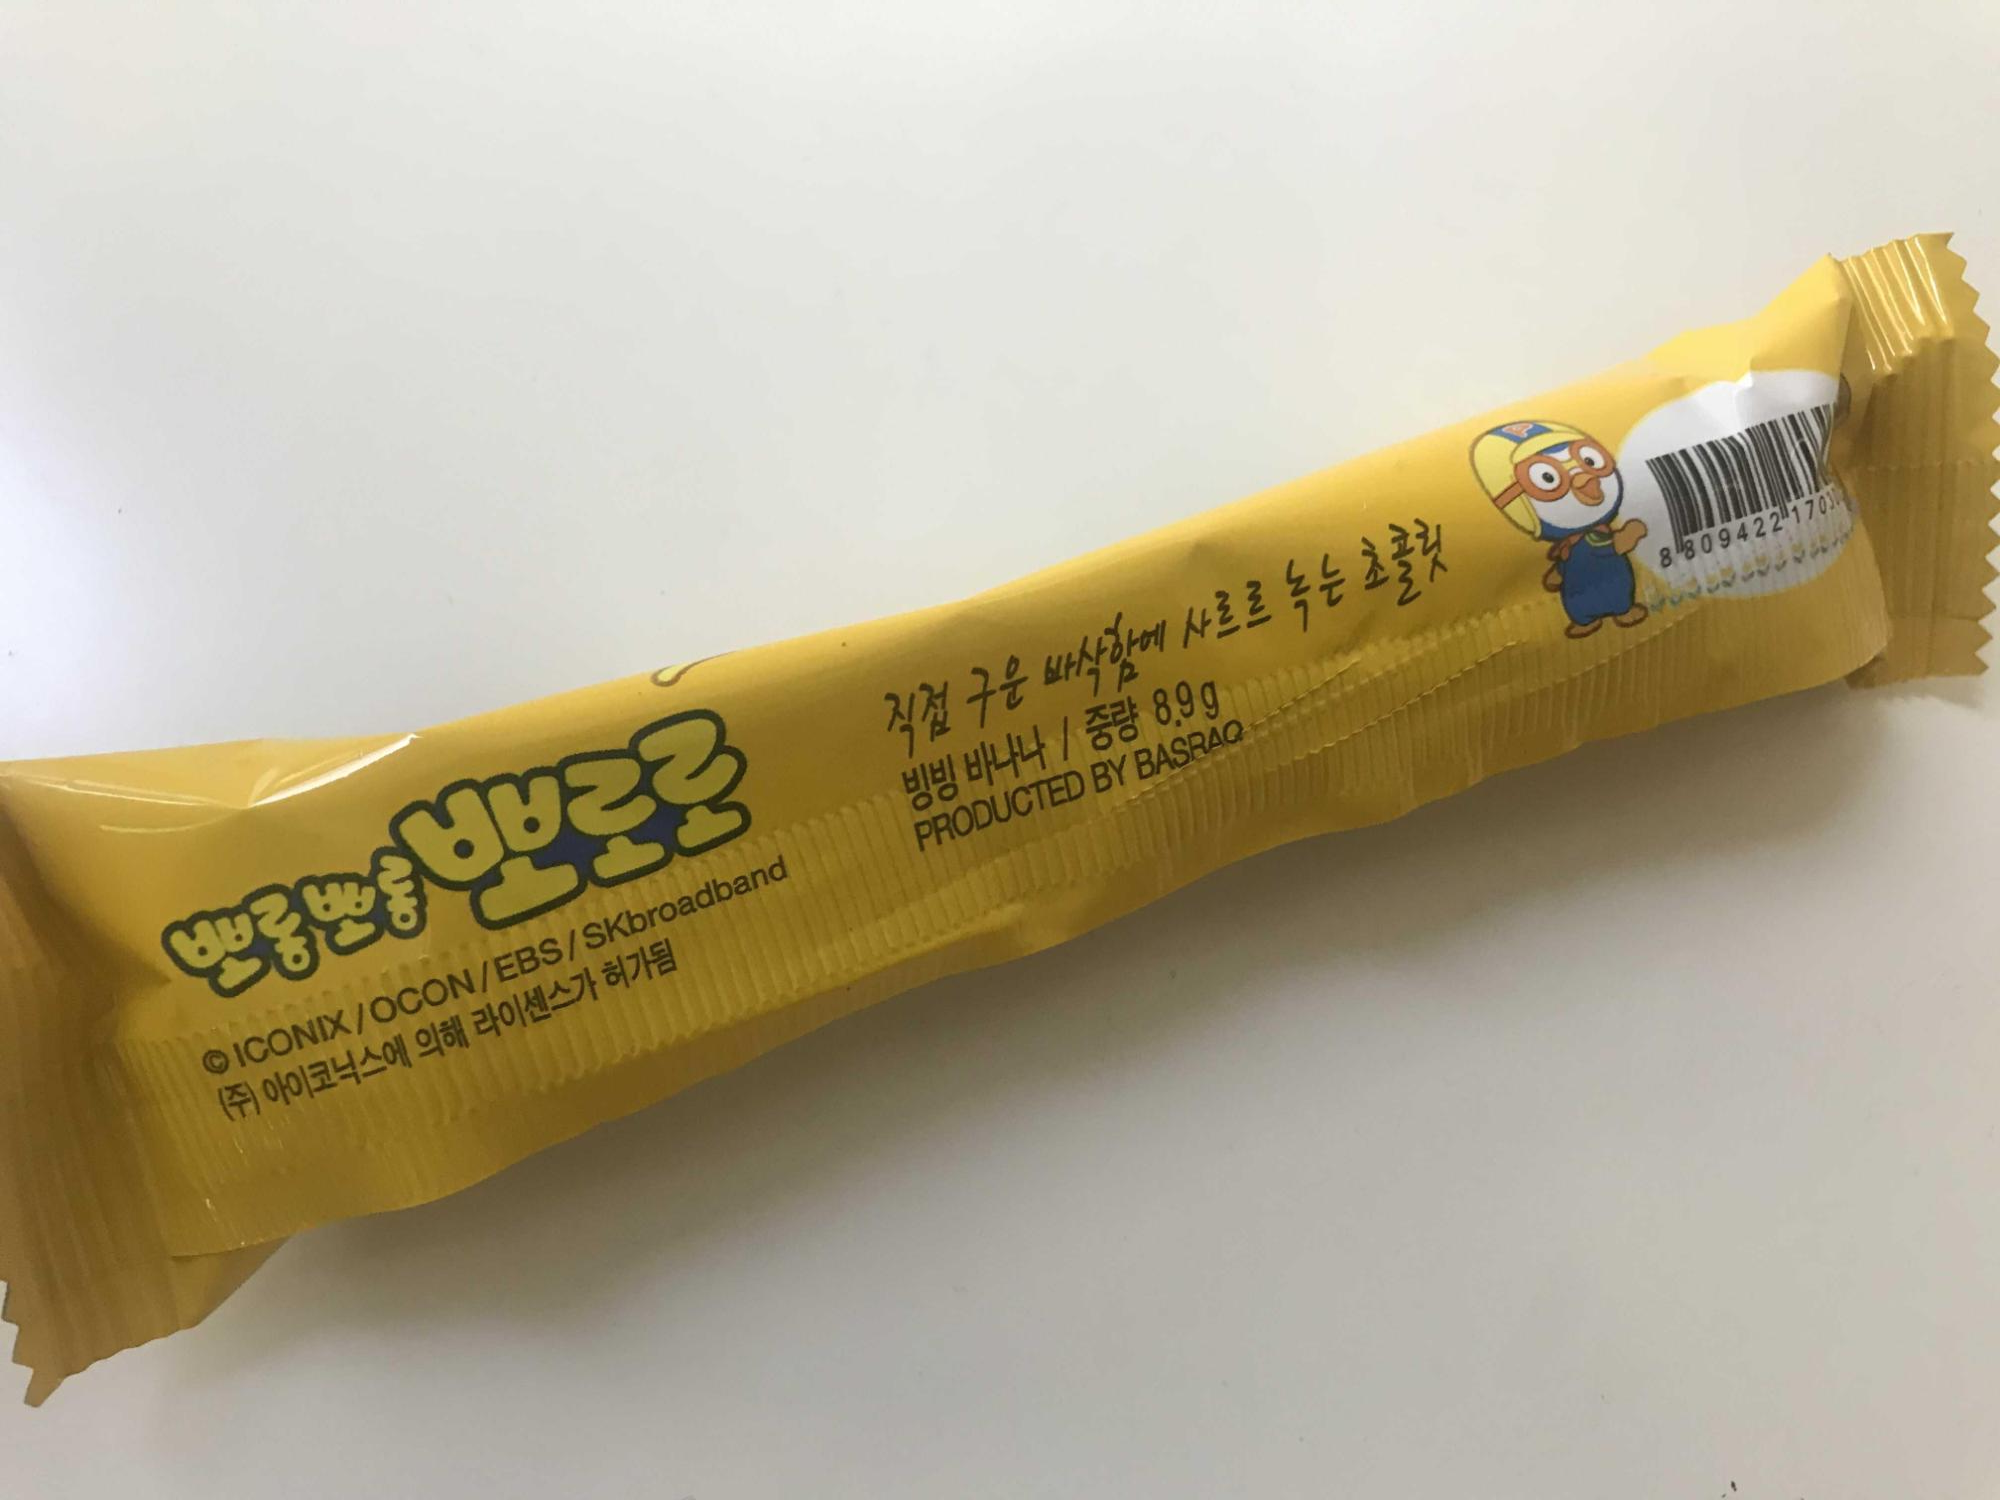 뽀롱뽀롱 뽀로로
© ICONIX / OCON / EBS / SKbroadband
(주) 아이코닉스에 의해 라이센스가 허가됨
직접 구운 바삭함에 사르르 녹는 초콜릿
빙빙 바나나 / 중량 8.9 g
PRODUCTED BY BASRAQ
P
8 809422 170